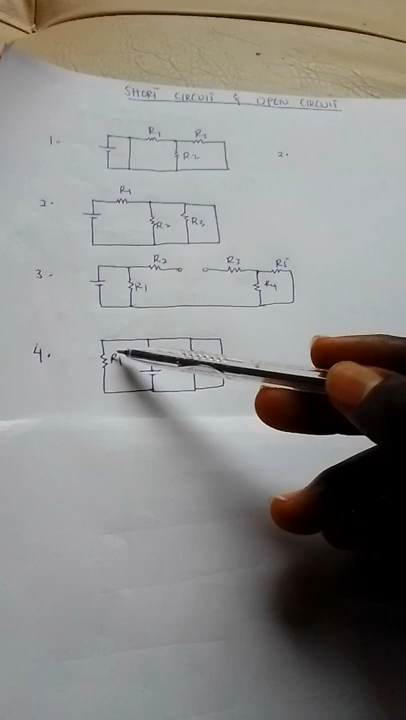 SHORT CIRCUIT & OPEN CIRCUIT
1. R1 R3
R2 2.
2. R1
R2 R3
3. R2 R3 R5
R1 R4
4. R1